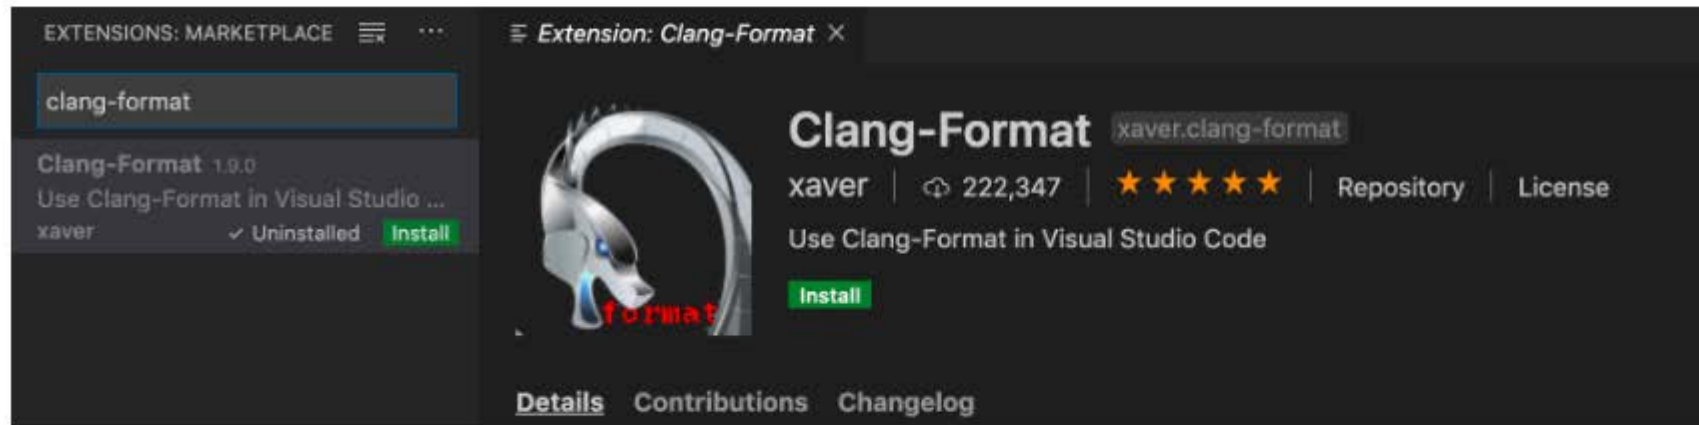 EXTENSIONS: MARKETPLACE
clang-format
Clang-Format 1.9.0
Use Clang-Format in Visual Studio ...
xaver ✓ Uninstalled Install
Extension: Clang-Format
format
Clang-Format xaver.clang-format
xaver 222,347 ★★★★★ Repository License
Use Clang-Format in Visual Studio Code
Install
Details Contributions Changelog